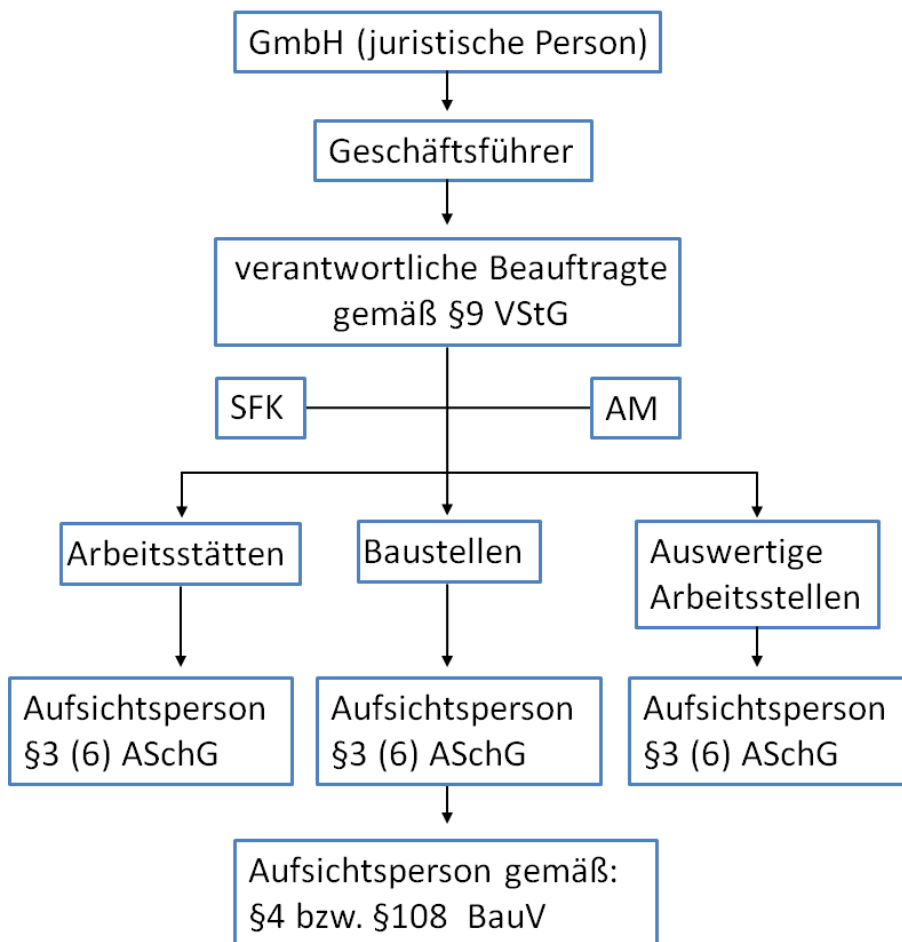 GmbH (juristische Person)
Geschäftsführer
verantwortliche Beauftragte
gemäß §9 VStG
SFK
AM
Arbeitsstätten
Baustellen
Auswertige
Arbeitsstellen
Aufsichtsperson
§3 (6) ASchG
Aufsichtsperson
§3 (6) ASchG
Aufsichtsperson
§3 (6) ASchG
Aufsichtsperson gemäß:
§4 bzw. §108 BauV